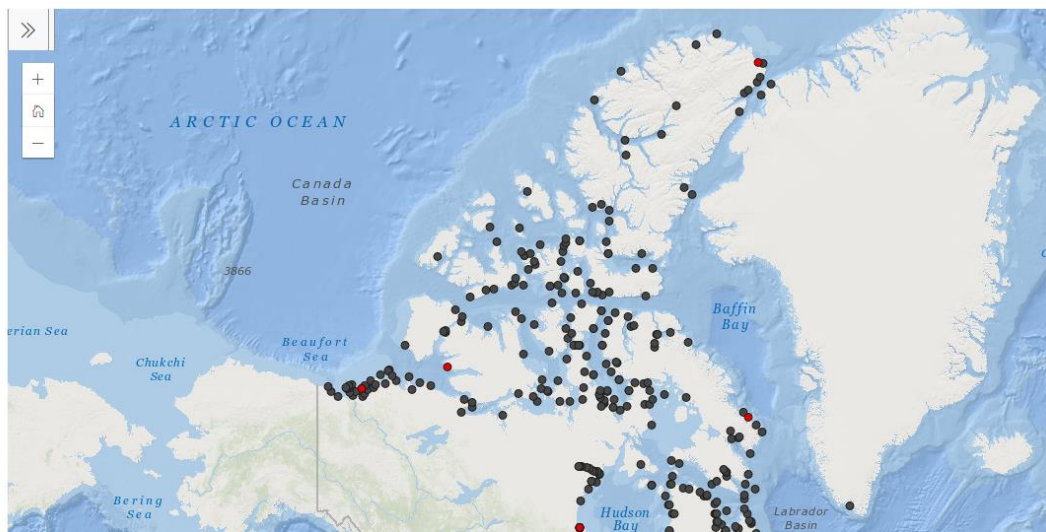 ARCTIC OCEAN
Canada
Basin
3866
erian Sea
Beaufort
Sea
Chukchi
Sea
Baffin
Bay
Bering
Sea
Hudson
Bay
Labrador
Basin